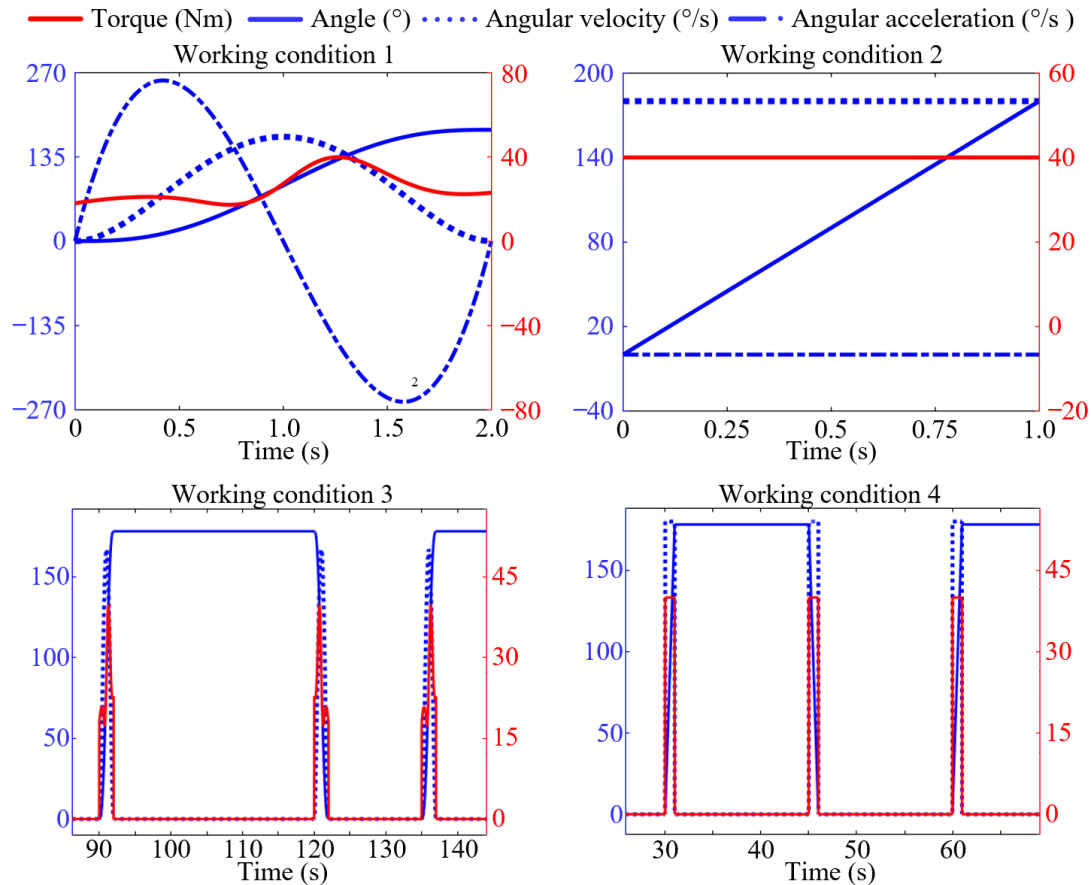 Torque (Nm) Angle (°) Angular velocity (°/s) Angular acceleration (°/s )
Working condition 1
270
135
0
−135
−270
80
40
0
−40
−80
2
0 0.5 1.0 1.5 2.0
Time (s)
Working condition 2
200
140
80
20
−40
60
40
20
0
−20
0 0.25 0.5 0.75 1.0
Time (s)
Working condition 3
150
100
50
0
45
30
15
0
90 100 110 120 130 140
Time (s)
Working condition 4
150
100
50
0
45
30
15
0
30 40 50 60
Time (s)